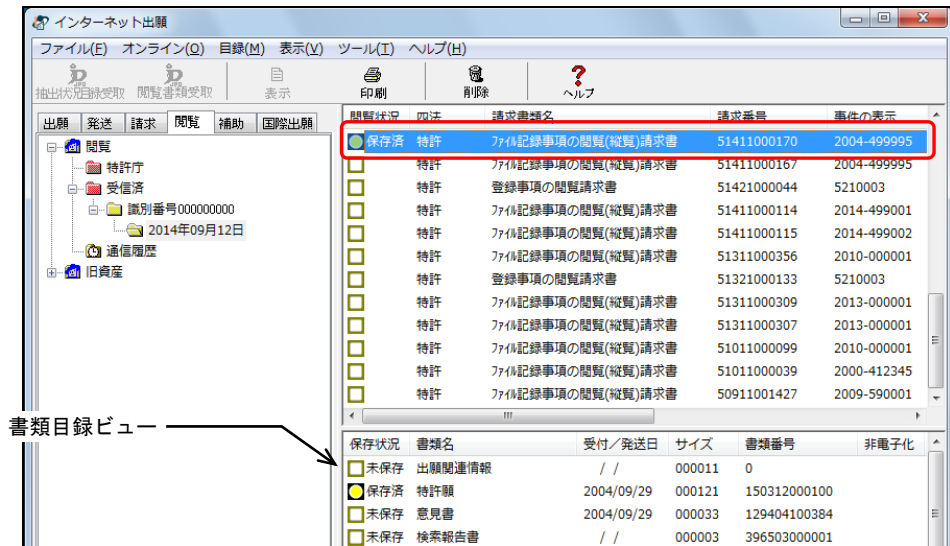 インターネット出願
ファイル(F) オンライン(O) 目録(M) 表示(V) ツール(T) ヘルプ(H)
抽出状況目録受取 閲覧書類受取 表示 印刷 削除 ヘルプ
出願 発送 請求 閲覧 補助 国際出願
閲覧
特許庁
受信済
識別番号000000000
2014年09月12日
通信履歴
旧資産
閲覧状況 四法 請求書類名 請求番号 事件の表示
保存済 特許 ファイル記録事項の閲覧(縦覧)請求書 51411000170 2004-499995
特許 ファイル記録事項の閲覧(縦覧)請求書 51411000167 2004-499995
特許 登録事項の閲覧請求書 51421000044 5210003
特許 ファイル記録事項の閲覧(縦覧)請求書 51411000114 2014-499001
特許 ファイル記録事項の閲覧(縦覧)請求書 51411000115 2014-499002
特許 ファイル記録事項の閲覧(縦覧)請求書 51311000356 2010-000001
特許 登録事項の閲覧請求書 51321000133 5210003
特許 ファイル記録事項の閲覧(縦覧)請求書 51311000309 2013-000001
特許 ファイル記録事項の閲覧(縦覧)請求書 51311000307 2013-000001
特許 ファイル記録事項の閲覧(縦覧)請求書 51011000099 2010-000001
特許 ファイル記録事項の閲覧(縦覧)請求書 51011000039 2000-412345
特許 ファイル記録事項の閲覧(縦覧)請求書 50911001427 2009-590001
書類目録ビュー
保存状況 書類名 受付/発送日 サイズ 書類番号 非電子化
未保存 出願関連情報 / / 000011 0
保存済 特許願 2004/09/29 000121 150312000100
未保存 意見書 2004/09/29 000033 129404100384
未保存 検索報告書 / / 000003 396503000001